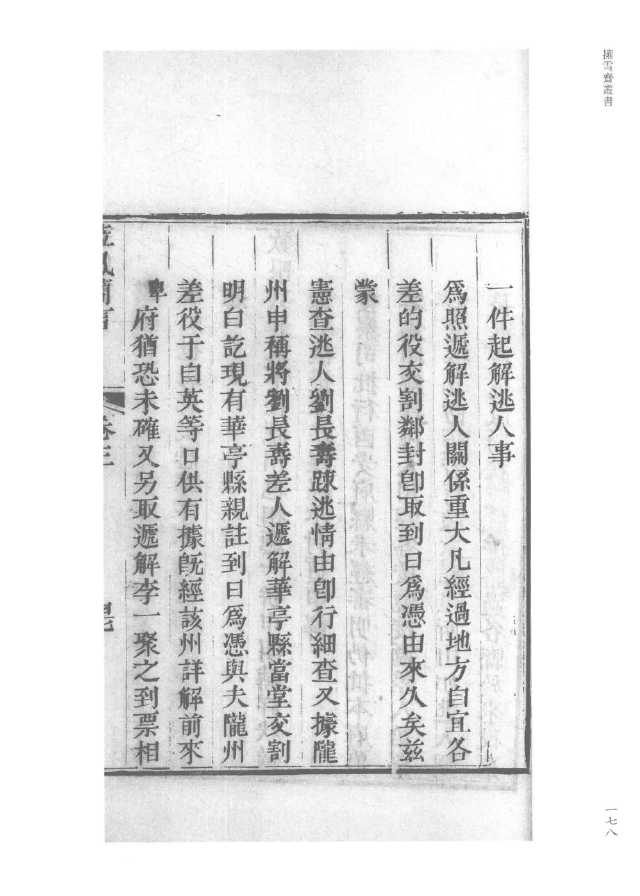 擁雪齋叢書
一件起解逃人事
爲照遞解逃人關係重大凡經過地方自宜各
差的役交割鄰封卽取到日爲憑由來久矣茲
蒙
憲查逃人劉長壽踈逃情由卽行細查又據隴
州申稱將劉長壽差人遞解華亭縣當堂交割
明白訖現有華亭縣親註到日爲憑與夫隴州
差役于自英等口供有據旣經該州詳解前來
卑府猶恐未確又另取遞解李一聚之到票相
卷三
一七八